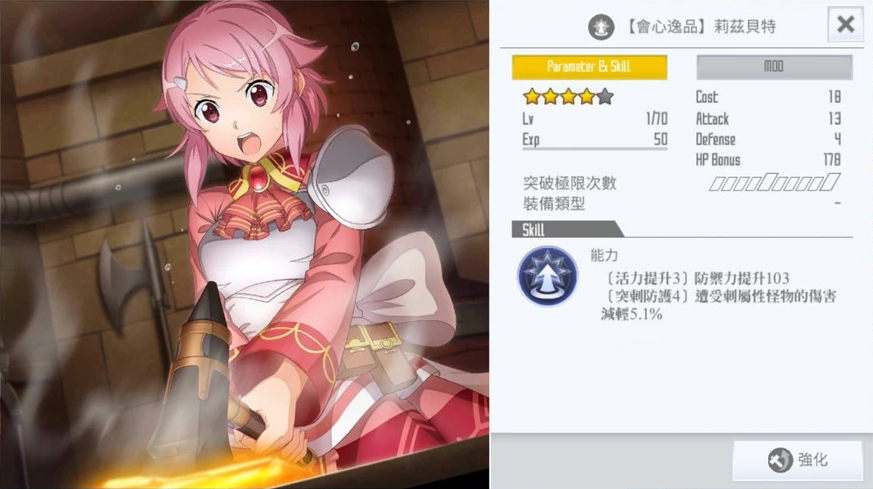 【會心逸品】莉茲貝特
Parameter & Skill
MOD
Lv 1/70
Exp 50
Cost 18
Attack 13
Defense 4
HP Bonus 178
突破極限次數
裝備類型 -
Skill
能力
〔活力提升3〕防禦力提升103
〔突刺防護4〕遭受刺屬性怪物的傷害
減輕5.1%
強化